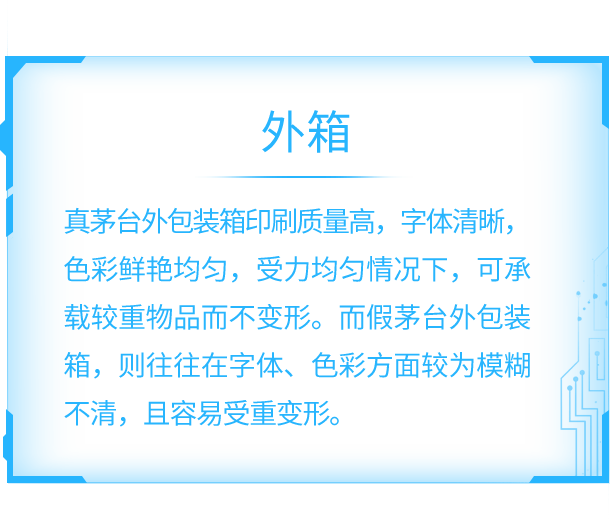 外箱
真茅台外包装箱印刷质量高，字体清晰，
色彩鲜艳均匀，受力均匀情况下，可承
载较重物品而不变形。而假茅台外包装
箱，则往往在字体、色彩方面较为模糊
不清，且容易受重变形。